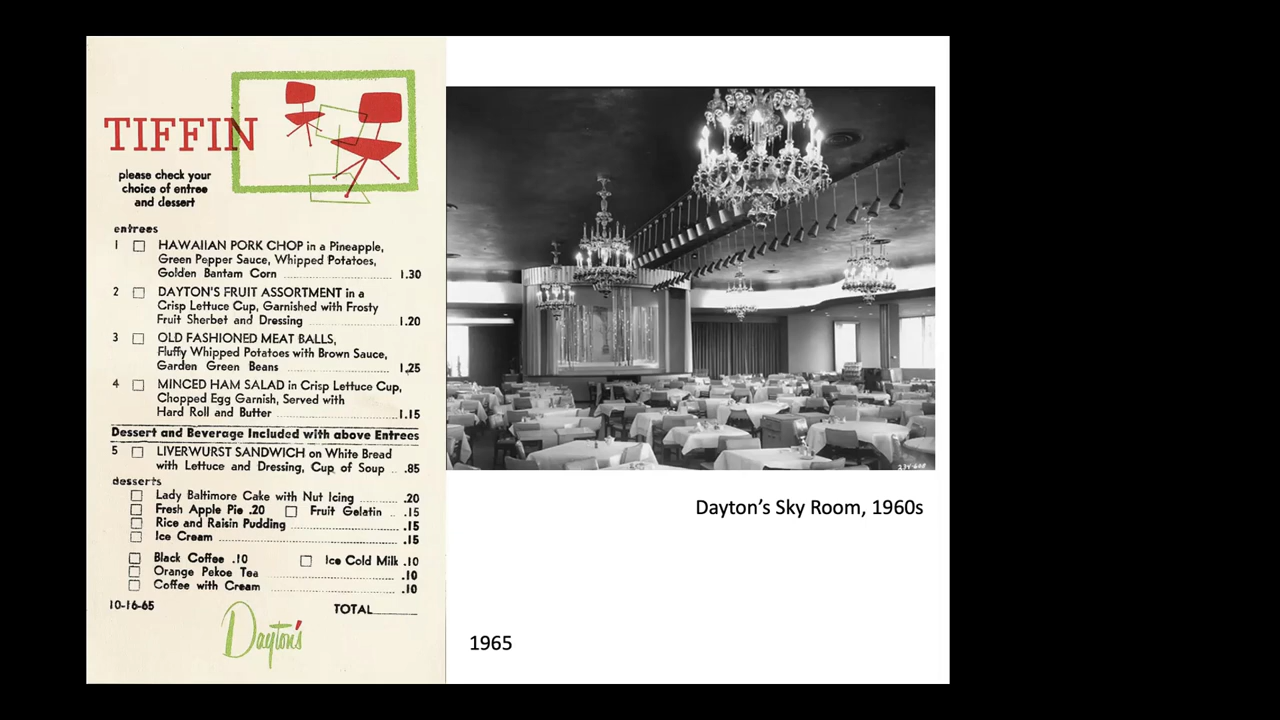 TIFFIN
please check your
choice of entree
and dessert
entrees
1 HAWAIIAN PORK CHOP in a Pineapple,
Green Pepper Sauce, Whipped Potatoes,
Golden Bantam Corn 1.30
2 DAYTON'S FRUIT ASSORTMENT in a
Crisp Lettuce Cup, Garnished with Frosty
Fruit Sherbet and Dressing 1.20
3 OLD FASHIONED MEAT BALLS,
Fluffy Whipped Potatoes with Brown Sauce,
Garden Green Beans 1.25
4 MINCED HAM SALAD in Crisp Lettuce Cup,
Chopped Egg Garnish, Served with
Hard Roll and Butter 1.15
Dessert and Beverage Included with above Entrees
5 LIVERWURST SANDWICH on White Bread
with Lettuce and Dressing, Cup of Soup .85
desserts
Lady Baltimore Cake with Nut Icing .20
Fresh Apple Pie .20 Fruit Gelatin .15
Rice and Raisin Pudding .15
Ice Cream .15
Black Coffee .10 Ice Cold Milk .10
Orange Pekoe Tea .10
Coffee with Cream .10
10-16-65 TOTAL
Dayton's
Dayton's Sky Room, 1960s
1965